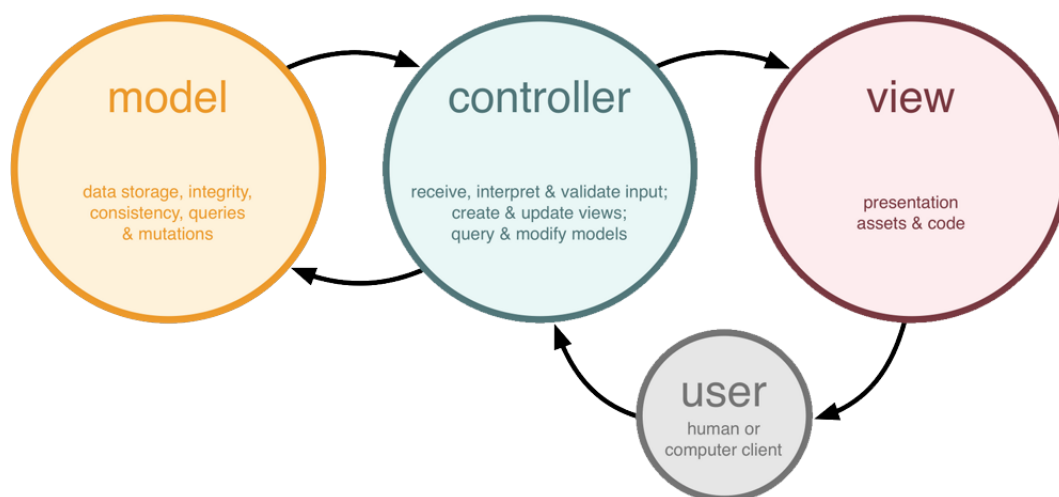 model
data storage, integrity,
consistency, queries
& mutations
controller
receive, interpret & validate input;
create & update views;
query & modify models
view
presentation
assets & code
user
human or
computer client